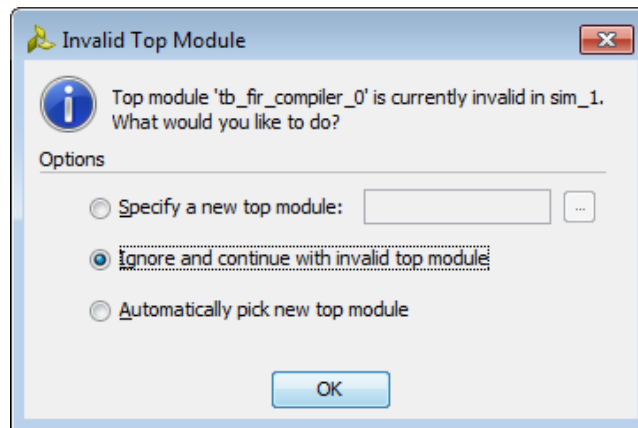 Invalid Top Module
Top module 'tb_fir_compiler_0' is currently invalid in sim_1.
What would you like to do?
Options
Specify a new top module:
...
Ignore and continue with invalid top module
Automatically pick new top module
OK